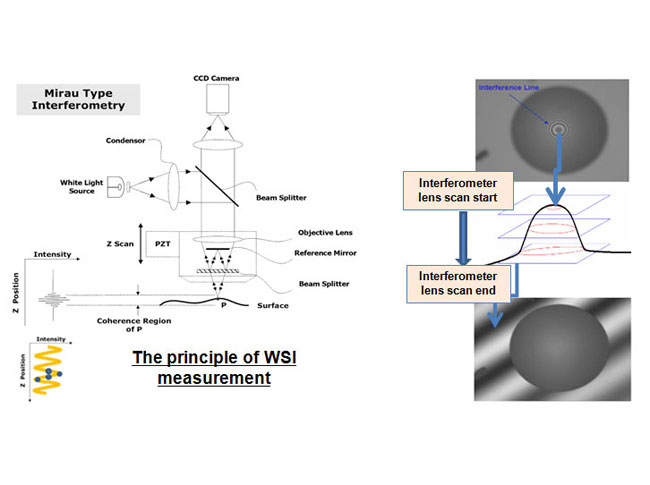 Mirau Type
Interferometry
CCD Camera
Condensor
White Light
Source
Beam Splitter
Objective Lens
Z Scan
PZT
Reference Mirror
Intensity
Beam Splitter
Z Position
P
Surface
Coherence Region
of P
Intensity
Z Position
The principle of WSI
measurement
Interference Line
Interferometer
lens scan start
Interferometer
lens scan end